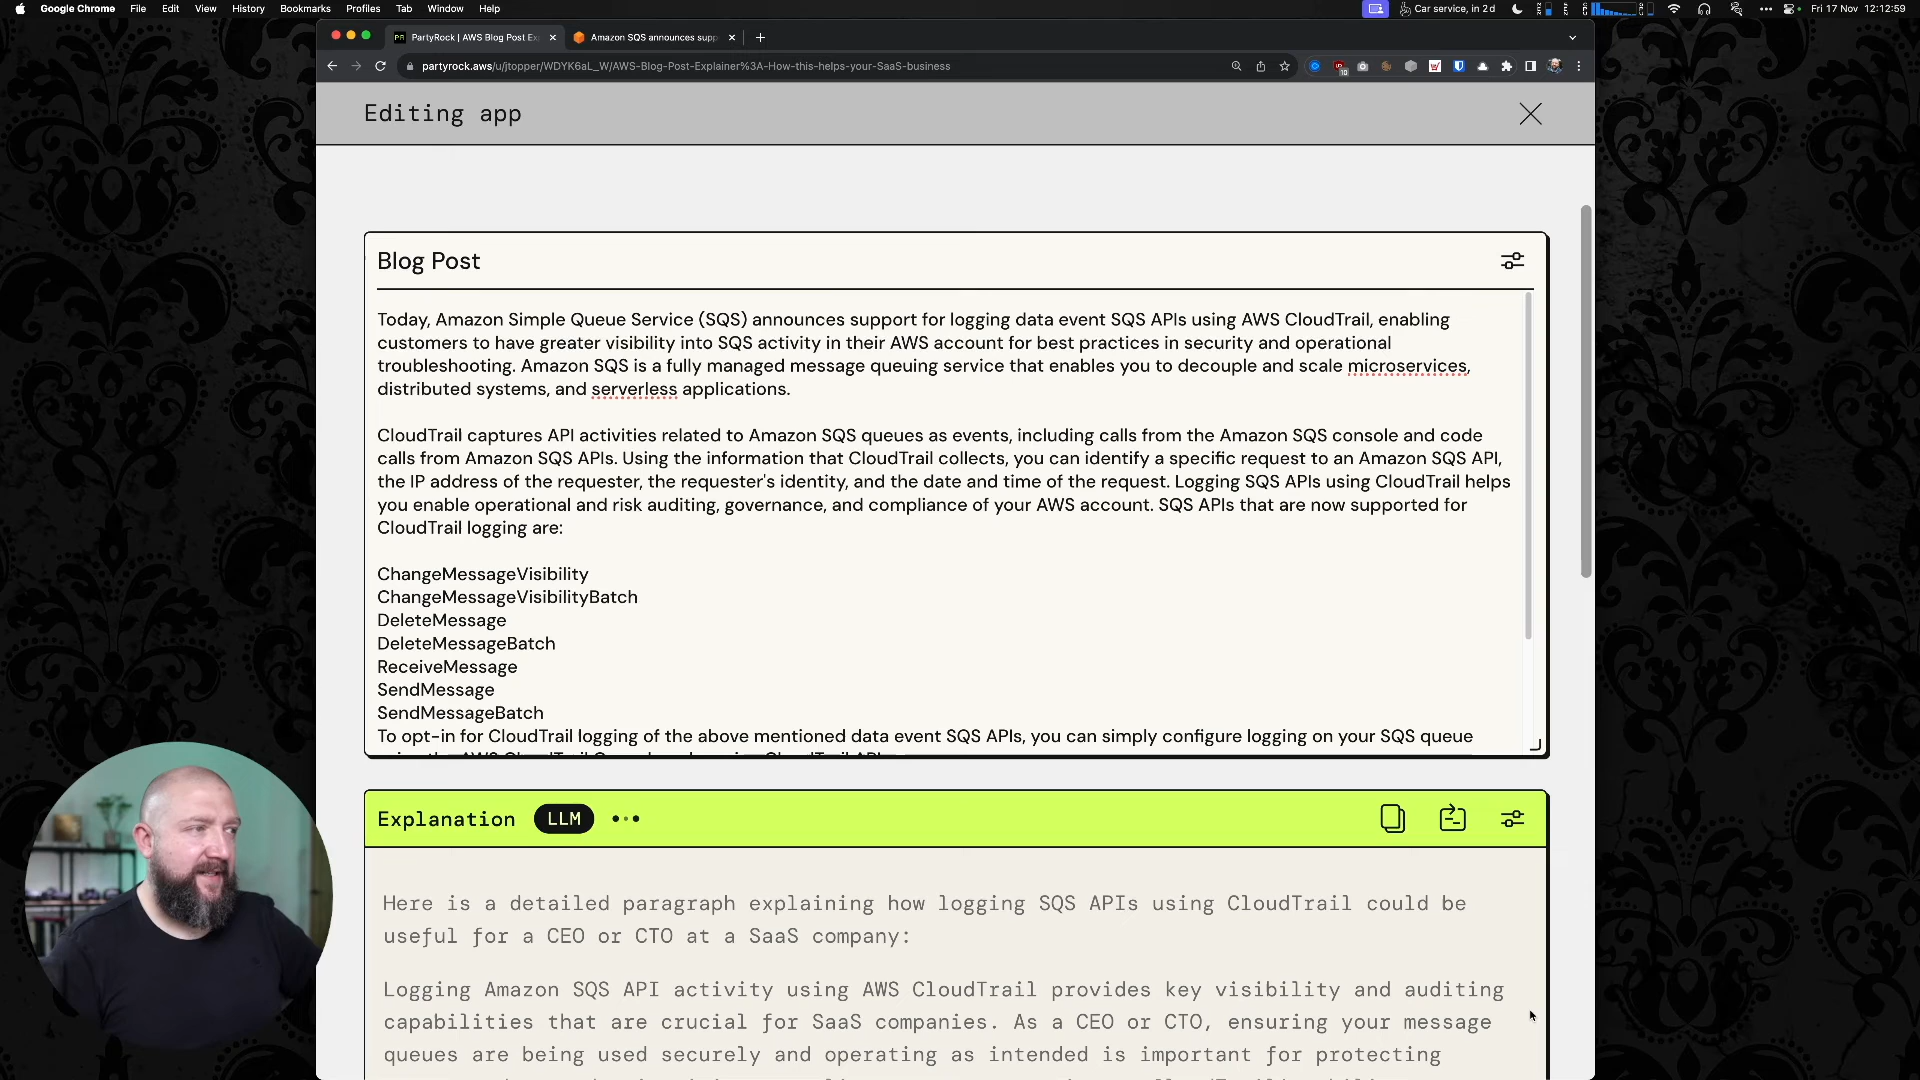 Google Chrome File Edit View History Bookmarks Profiles Tab Window Help Car service, in 2 d Fri 17 Nov 12:12:59
PartyRock | AWS Blog Post Ex Amazon SQS announces supp
partyrock.aws/u/jtopper/WDYK6aL_W/AWS-Blog-Post-Explainer%3A-How-this-helps-your-SaaS-business
Editing app
Blog Post
Today, Amazon Simple Queue Service (SQS) announces support for logging data event SQS APIs using AWS CloudTrail, enabling
customers to have greater visibility into SQS activity in their AWS account for best practices in security and operational
troubleshooting. Amazon SQS is a fully managed message queuing service that enables you to decouple and scale microservices,
distributed systems, and serverless applications.
CloudTrail captures API activities related to Amazon SQS queues as events, including calls from the Amazon SQS console and code
calls from Amazon SQS APIs. Using the information that CloudTrail collects, you can identify a specific request to an Amazon SQS API,
the IP address of the requester, the requester's identity, and the date and time of the request. Logging SQS APIs using CloudTrail helps
you enable operational and risk auditing, governance, and compliance of your AWS account. SQS APIs that are now supported for
CloudTrail logging are:
ChangeMessageVisibility
ChangeMessageVisibilityBatch
DeleteMessage
DeleteMessageBatch
ReceiveMessage
SendMessage
SendMessageBatch
To opt-in for CloudTrail logging of the above mentioned data event SQS APIs, you can simply configure logging on your SQS queue
Explanation LLM
Here is a detailed paragraph explaining how logging SQS APIs using CloudTrail could be
useful for a CEO or CTO at a SaaS company:
Logging Amazon SQS API activity using AWS CloudTrail provides key visibility and auditing
capabilities that are crucial for SaaS companies. As a CEO or CTO, ensuring your message
queues are being used securely and operating as intended is important for protecting